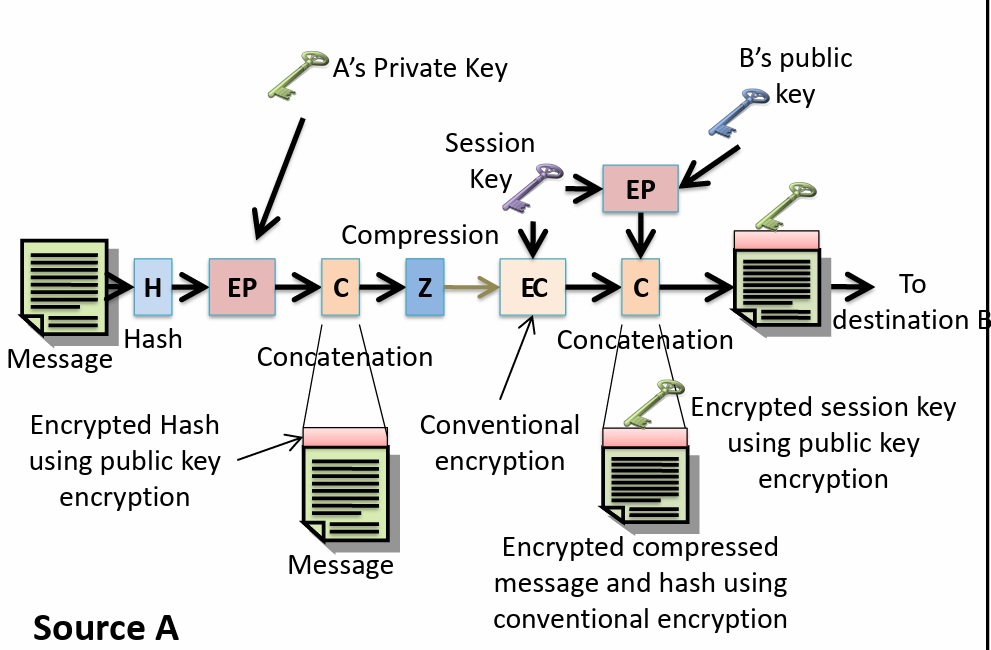 A's Private Key
B's public
key
Session
Key
EP
Compression
H
EP
C
Z
EC
C
To
destination B
Message
Hash
Concatenation
Concatenation
Encrypted Hash
using public key
encryption
Conventional
encryption
Encrypted session key
using public key
encryption
Message
Encrypted compressed
message and hash using
conventional encryption
Source A